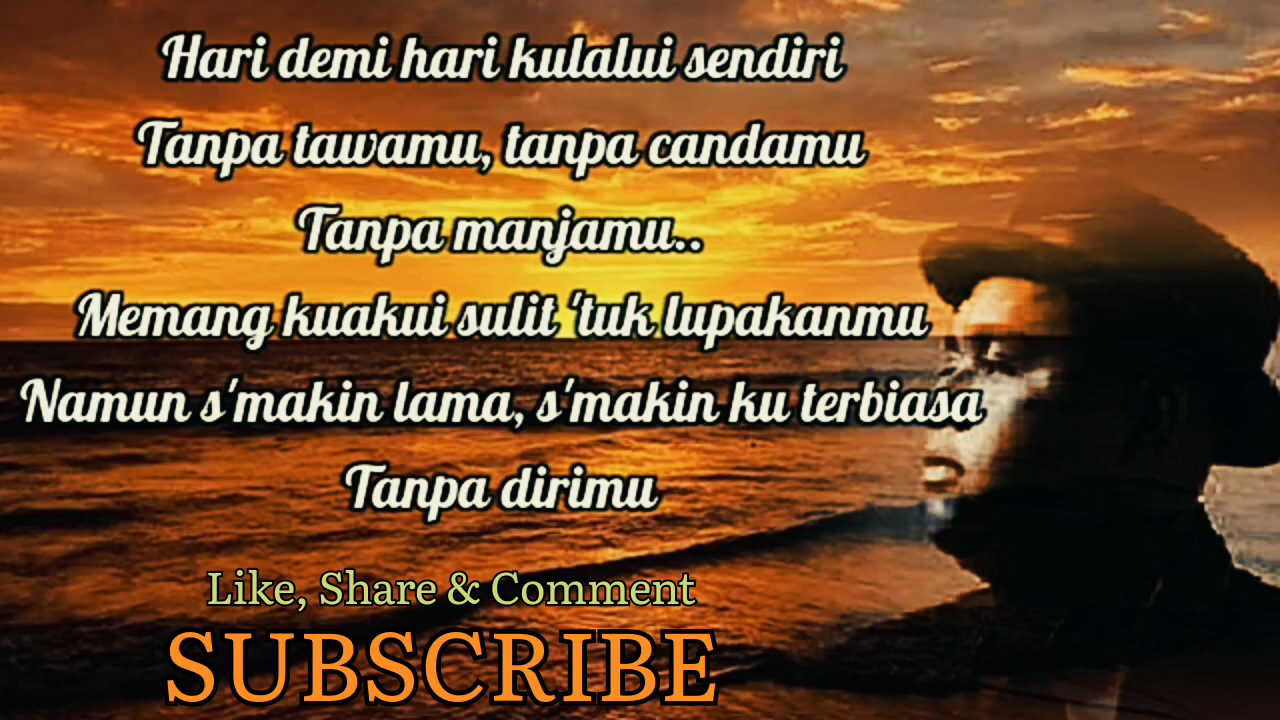 Hari demi hari kulalui sendiri
Tanpa tawamu, tanpa candamu
Tanpa manjamu..
Memang kuakui sulit 'tuk lupakanmu
Namun s'makin lama, s'makin ku terbiasa
Tanpa dirimu
Like, Share & Comment
SUBSCRIBE